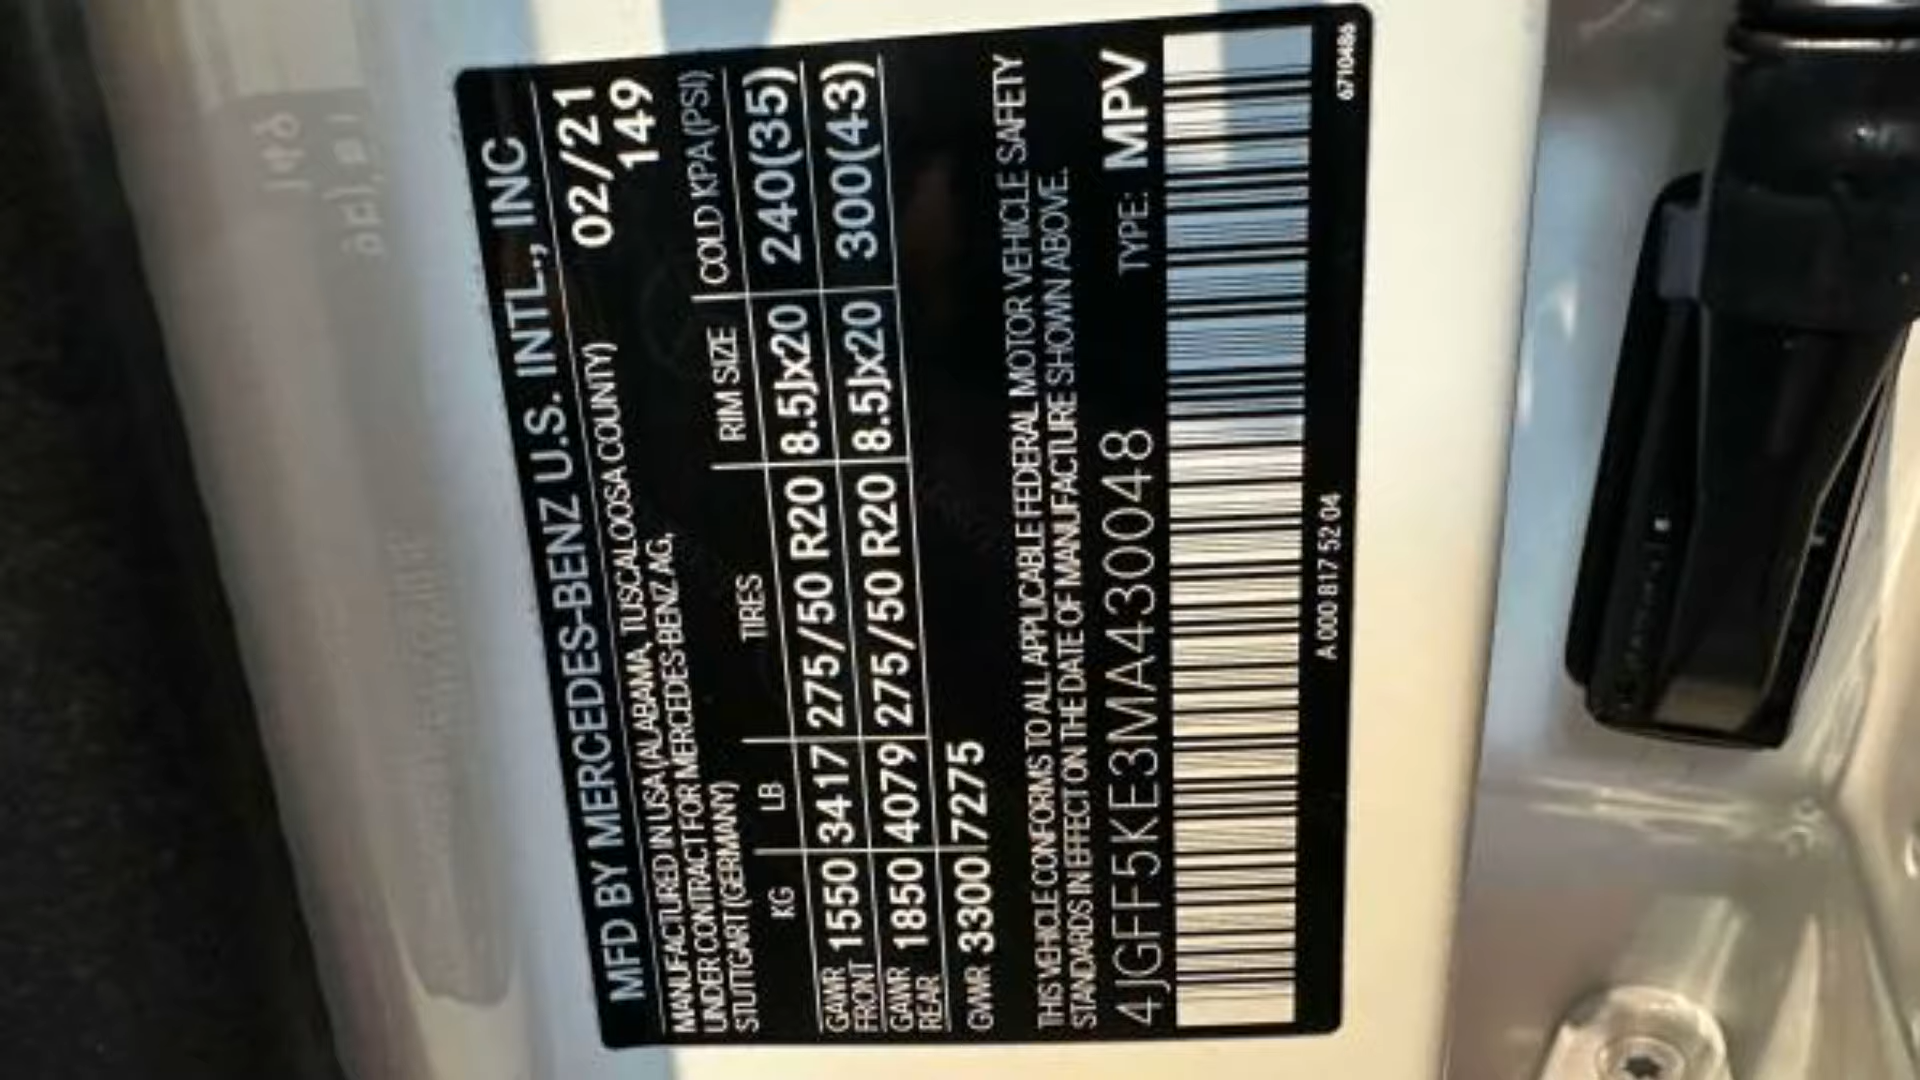 MFD BY MERCEDES-BENZ U.S. INTL., INC
MANUFACTURED IN USA (ALABAMA, TUSCALOOSA COUNTY) 02/21
UNDER CONTRACT FOR MERCEDES-BENZ AG, 149
STUTTGART (GERMANY)
KG LB TIRES RIM SIZE COLD KPA (PSI)
GAWR FRONT 1550 3417 275/50 R20 8.5Jx20 240(35)
GAWR REAR 1850 4079 275/50 R20 8.5Jx20 300(43)
GVWR 3300 7275
THIS VEHICLE CONFORMS TO ALL APPLICABLE FEDERAL MOTOR VEHICLE SAFETY
STANDARDS IN EFFECT ON THE DATE OF MANUFACTURE SHOWN ABOVE.
4JGFF5KE3MA430048 TYPE: MPV
A 000 817 52 04
6710486